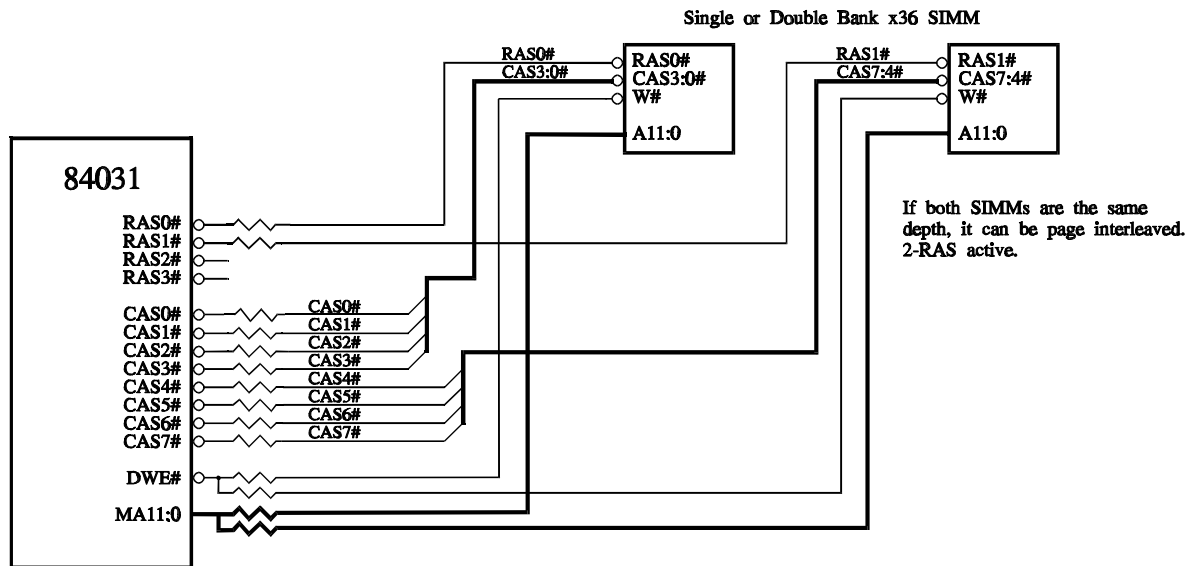 Single or Double Bank x36 SIMM
RAS0#
CAS3:0#
RAS0#
CAS3:0#
W#
A11:0
RAS1#
CAS7:4#
RAS1#
CAS7:4#
W#
A11:0
If both SIMMs are the same
depth, it can be page interleaved.
2-RAS active.
84031
RAS0#
RAS1#
RAS2#
RAS3#
CAS0#
CAS1#
CAS2#
CAS3#
CAS4#
CAS5#
CAS6#
CAS7#
DWE#
MA11:0
CAS0#
CAS1#
CAS2#
CAS3#
CAS4#
CAS5#
CAS6#
CAS7#